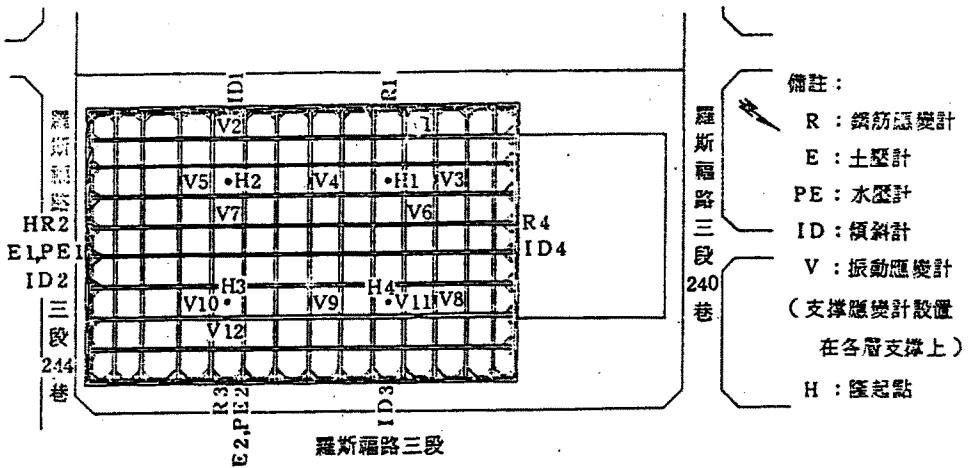 ID1
R1
V2
V5
H2
V4
H1
V3
V7
V6
HR2
E1,PE1
ID2
R4
ID4
H3
V10
V9
H4
V11
V8
V12
R3
E2,PE2
ID3
羅斯福路三段244巷
羅斯福路三段240巷
羅斯福路三段
備註：
R：鋼筋應變計
E：土壓計
PE：水壓計
ID：傾斜計
V：振動應變計
（支撐應變計設置
在各層支撐上）
H：隆起點